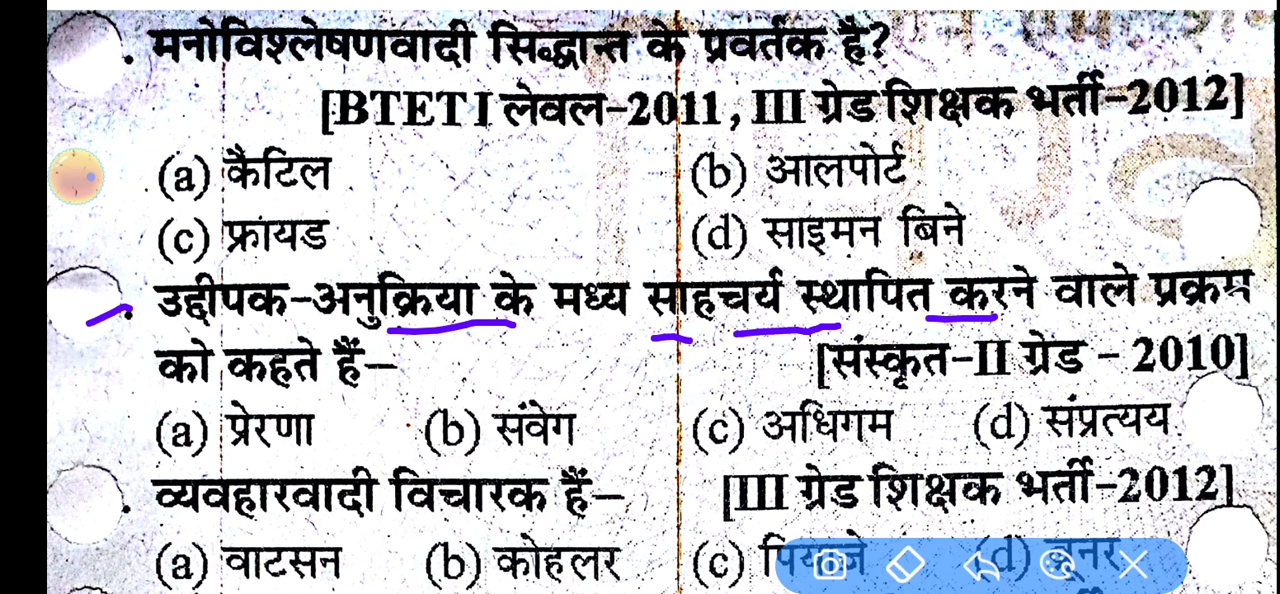 . मनोविश्लेषणवादी सिद्धान्त के प्रवर्तक है?
[BTET I लेवल-2011, III ग्रेड शिक्षक भर्ती-2012]
(a) कैटिल (b) आलपोर्ट
(c) फ्रायड (d) साइमन बिने
. उद्दीपक-अनुक्रिया के मध्य साहचर्य स्थापित करने वाले प्रक्रम
को कहते हैं– [संस्कृत-II ग्रेड - 2010]
(a) प्रेरणा (b) संवेग (c) अधिगम (d) संप्रत्यय
. व्यवहारवादी विचारक हैं– [III ग्रेड शिक्षक भर्ती-2012]
(a) वाटसन (b) कोहलर (c) पियाजे (d) ब्रूनर